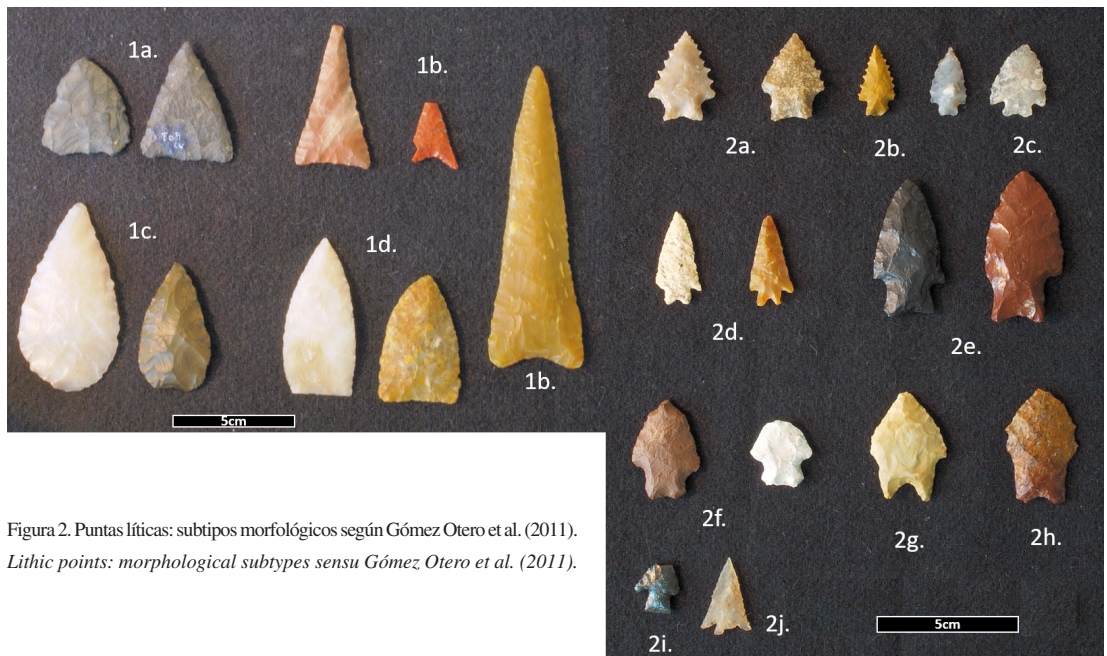 1a.
1b.
1c.
1d.
1b.
5cm
2a.
2b.
2c.
2d.
2e.
2f.
2g.
2h.
2i.
2j.
5cm
Figura 2. Puntas líticas: subtipos morfológicos según Gómez Otero et al. (2011).
Lithic points: morphological subtypes sensu Gómez Otero et al. (2011).